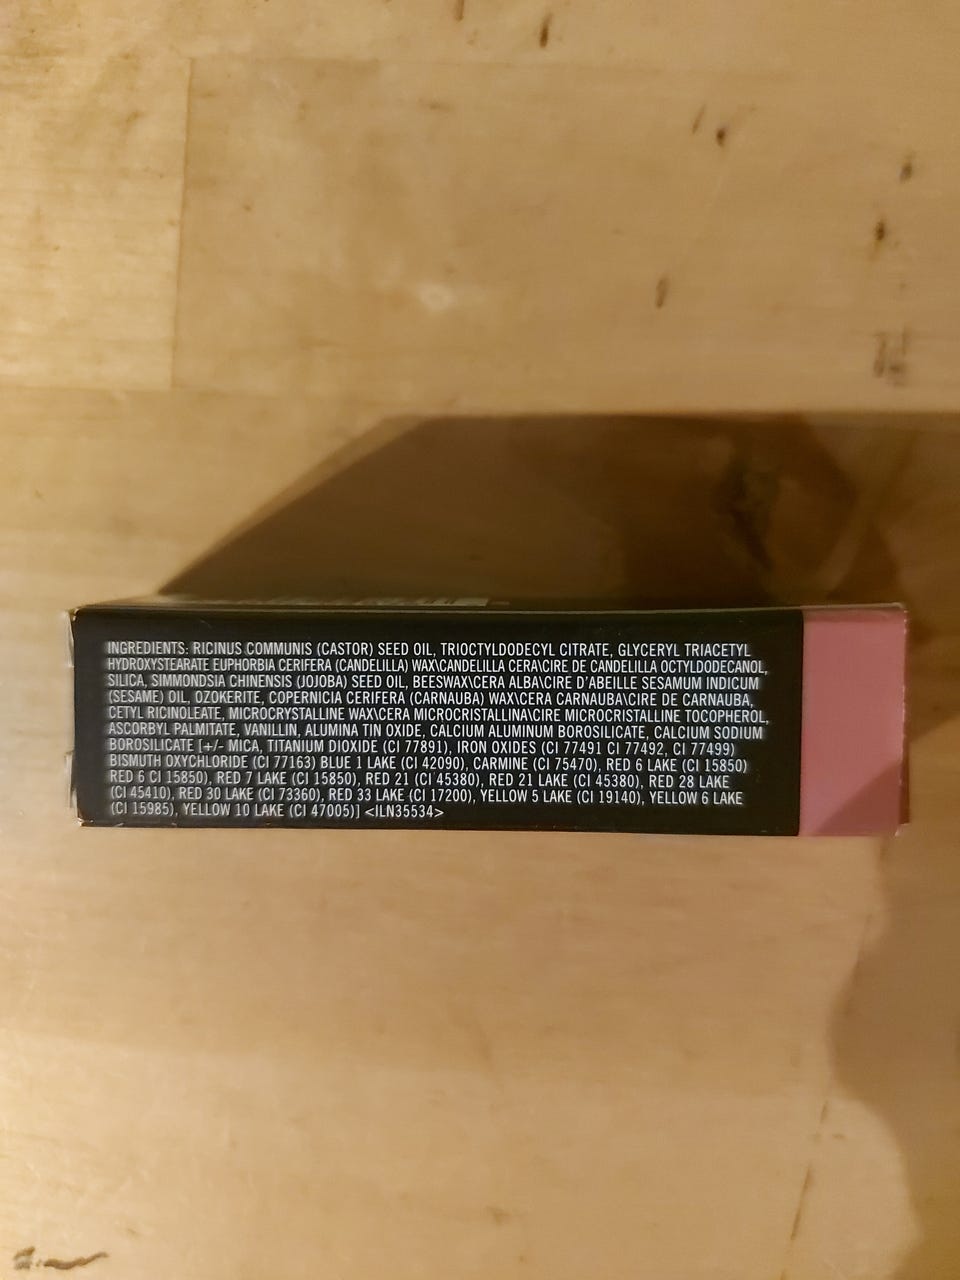 INGREDIENTS: RICINUS COMMUNIS (CASTOR) SEED OIL, TRIOCTYLDODECYL CITRATE, GLYCERYL TRIACETYL
HYDROXYSTEARATE EUPHORBIA CERIFERA (CANDELILLA) WAX\CANDELILLA CERA\CIRE DE CANDELILLA OCTYLDODECANOL,
SILICA, SIMMONDSIA CHINENSIS (JOJOBA) SEED OIL, BEESWAX\CERA ALBA\CIRE D'ABEILLE SESAMUM INDICUM
(SESAME) OIL, OZOKERITE, COPERNICIA CERIFERA (CARNAUBA) WAX\CERA CARNAUBA\CIRE DE CARNAUBA,
CETYL RICINOLEATE, MICROCRYSTALLINE WAX\CERA MICROCRISTALLINA\CIRE MICROCRISTALLINE TOCOPHEROL,
ASCORBYL PALMITATE, VANILLIN, ALUMINA TIN OXIDE, CALCIUM ALUMINUM BOROSILICATE, CALCIUM SODIUM
BOROSILICATE [+/- MICA, TITANIUM DIOXIDE (CI 77891), IRON OXIDES (CI 77491 CI 77492, CI 77499)
BISMUTH OXYCHLORIDE (CI 77163) BLUE 1 LAKE (CI 42090), CARMINE (CI 75470), RED 6 LAKE (CI 15850)
RED 6 CI 15850), RED 7 LAKE (CI 15850), RED 21 (CI 45380), RED 21 LAKE (CI 45380), RED 28 LAKE
(CI 45410), RED 30 LAKE (CI 73360), RED 33 LAKE (CI 17200), YELLOW 5 LAKE (CI 19140), YELLOW 6 LAKE
(CI 15985), YELLOW 10 LAKE (CI 47005)] <ILN35534>